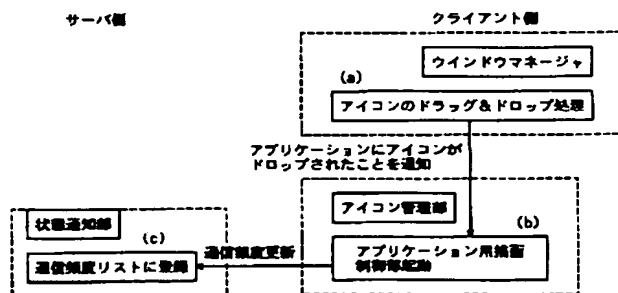 サーバ側
クライアント側
ウインドウマネージャ
(a)
アイコンのドラッグ&ドロップ処理
アプリケーションにアイコンが
ドロップされたことを通知
アイコン管理部
(b)
アプリケーション用描画
制御部起動
通信頻度更新
状態通知部
(c)
通信頻度リストに登録